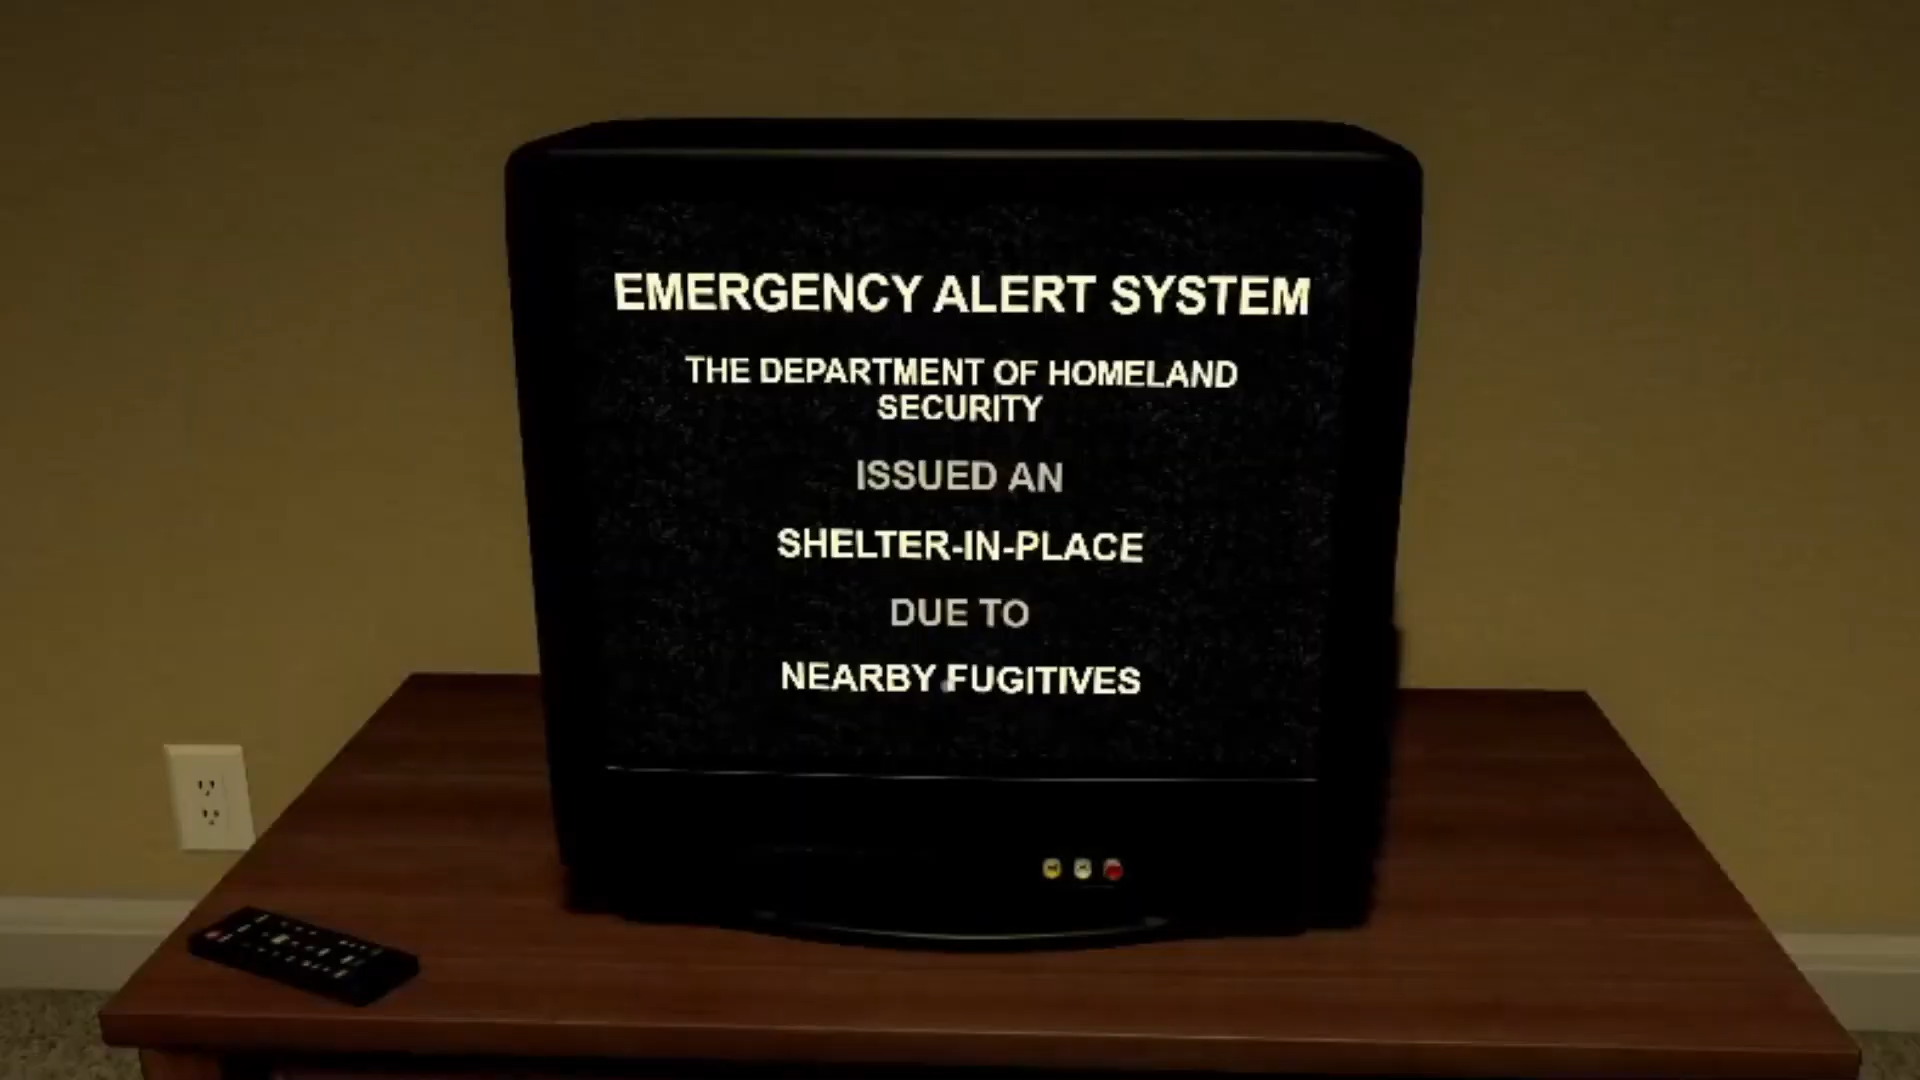 EMERGENCY ALERT SYSTEM
THE DEPARTMENT OF HOMELAND
SECURITY
ISSUED AN
SHELTER-IN-PLACE
DUE TO
NEARBY FUGITIVES